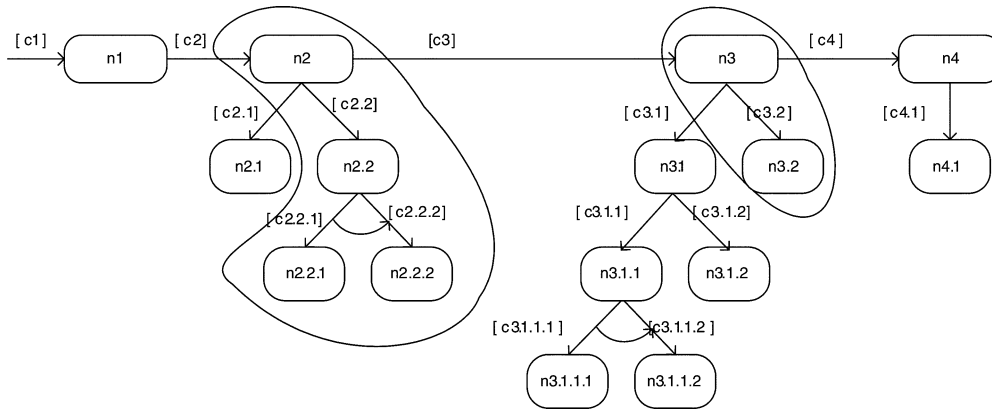 [ c1]
n1
[ c2]
n2
[c3]
n3
[ c4 ]
n4
[ c2.1]
[ c2.2]
[c3.1]
[c3.2]
[c4.1]
n2.1
n2.2
n3.1
n3.2
n4.1
[ c2.2.1]
[c2.2.2]
[c3.1.1]
[c3.1.2]
n2.2.1
n2.2.2
n3.1.1
n3.1.2
[ c3.1.1.1 ]
[c3.1.1.2 ]
n3.1.1.1
n3.1.1.2